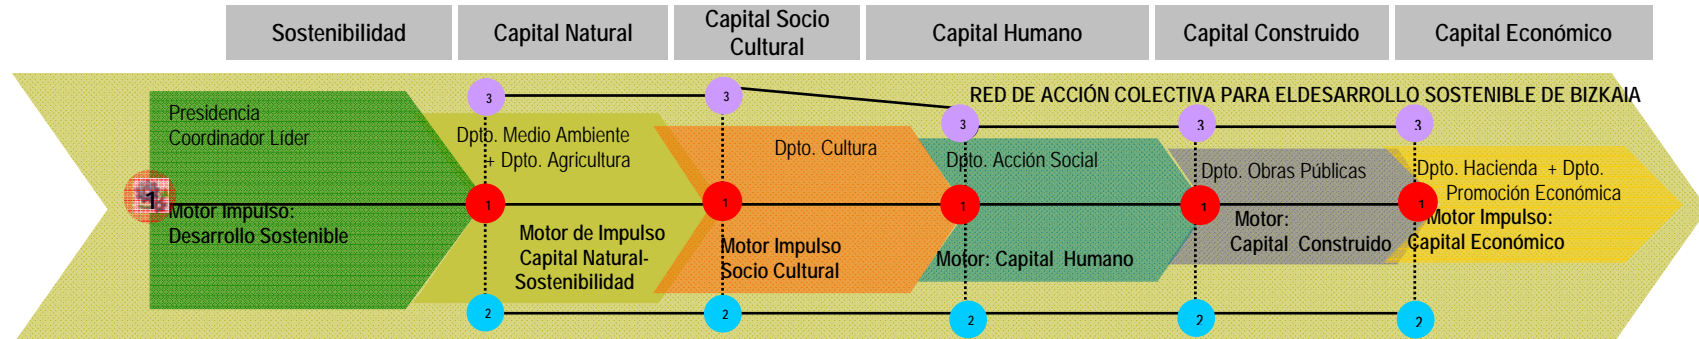 Sostenibilidad
Capital Natural
Capital Socio
Cultural
Capital Humano
Capital Construido
Capital Económico
RED DE ACCIÓN COLECTIVA PARA ELDESARROLLO SOSTENIBLE DE BIZKAIA
3
3
3
3
3
Presidencia
Coordinador Líder
Dpto. Medio Ambiente
+ Dpto. Agricultura
Dpto. Cultura
Dpto. Acción Social
Dpto. Obras Públicas
Dpto. Hacienda + Dpto.
Promoción Económica
1
1
1
1
1
1
Motor Impulso:
Desarrollo Sostenible
Motor de Impulso
Capital Natural-
Sostenibilidad
Motor Impulso
Socio Cultural
Motor: Capital Humano
Motor:
Capital Construido
Motor Impulso:
Capital Económico
2
2
2
2
2